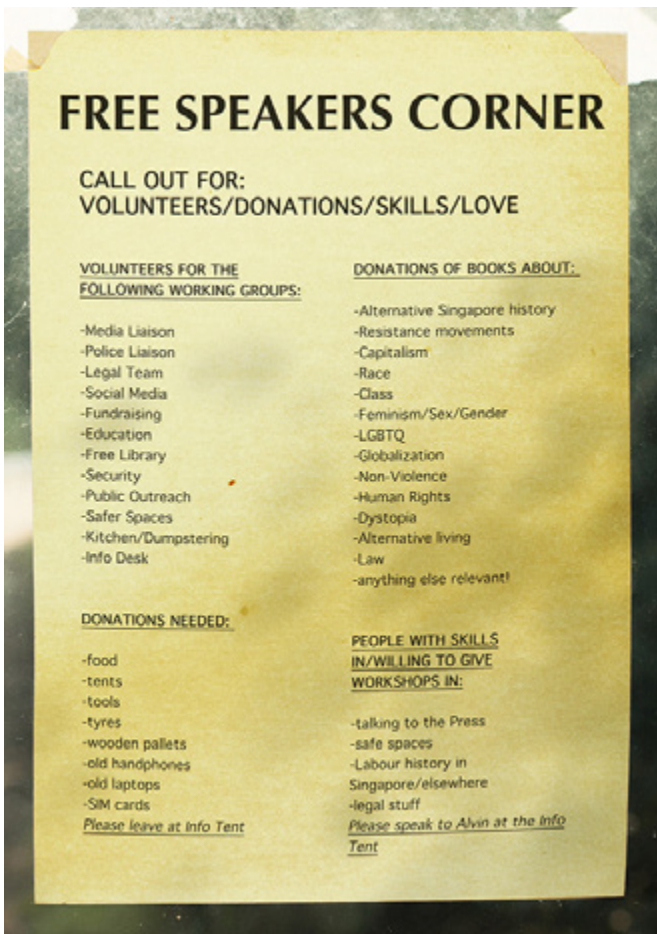 FREE SPEAKERS CORNER
CALL OUT FOR:
VOLUNTEERS/DONATIONS/SKILLS/LOVE
VOLUNTEERS FOR THE
FOLLOWING WORKING GROUPS:
-Media Liaison
-Police Liaison
-Legal Team
-Social Media
-Fundraising
-Education
-Free Library
-Security
-Public Outreach
-Safer Spaces
-Kitchen/Dumpstering
-Info Desk
DONATIONS NEEDED:
-food
-tents
-tools
-tyres
-wooden pallets
-old handphones
-old laptops
-SIM cards
Please leave at Info Tent
DONATIONS OF BOOKS ABOUT:
-Alternative Singapore history
-Resistance movements
-Capitalism
-Race
-Class
-Feminism/Sex/Gender
-LGBTQ
-Globalization
-Non-Violence
-Human Rights
-Dystopia
-Alternative living
-Law
-anything else relevant!
PEOPLE WITH SKILLS
IN/WILLING TO GIVE
WORKSHOPS IN:
-talking to the Press
-safe spaces
-Labour history in
Singapore/elsewhere
-legal stuff
Please speak to Alvin at the Info
Tent